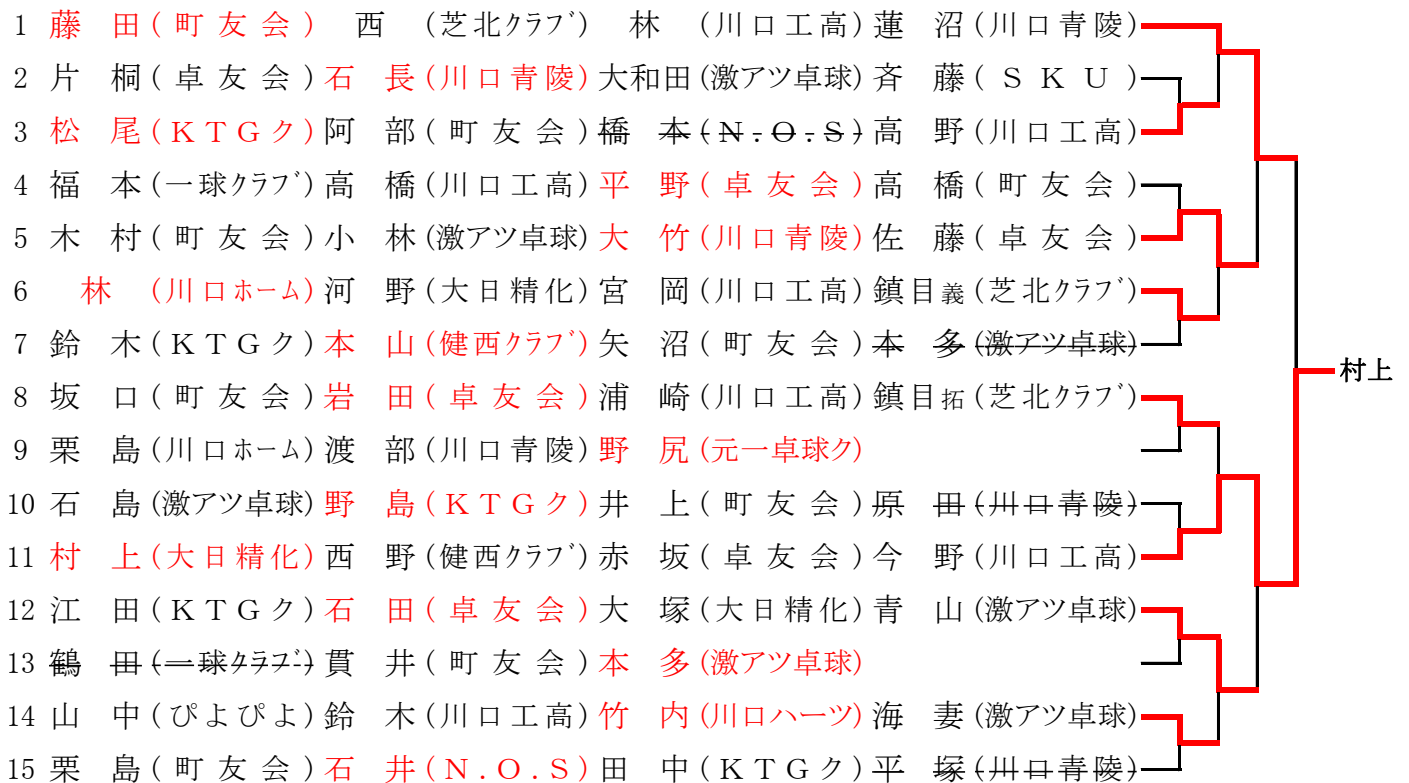 1 藤 田(町友会) 西 (芝北クラブ) 林 (川口工高) 蓮 沼(川口青陵)
2 片 桐(卓友会) 石 長(川口青陵) 大和田(激アツ卓球) 斉 藤(SKU)
3 松 尾(KTGク) 阿 部(町友会) 橋 本(N.O.S) 高 野(川口工高)
4 福 本(一球クラブ) 高 橋(川口工高) 平 野(卓友会) 高 橋(町友会)
5 木 村(町友会) 小 林(激アツ卓球) 大 竹(川口青陵) 佐 藤(卓友会)
6 林 (川口ホーム) 河 野(大日精化) 宮 岡(川口工高) 鎮目義(芝北クラブ)
7 鈴 木(KTGク) 本 山(健西クラブ) 矢 沼(町友会) 本 多(激アツ卓球)
村上
8 坂 口(町友会) 岩 田(卓友会) 浦 崎(川口工高) 鎮目拓(芝北クラブ)
9 栗 島(川口ホーム) 渡 部(川口青陵) 野 尻(元一卓球ク)
10 石 島(激アツ卓球) 野 島(KTGク) 井 上(町友会) 原 田(川口青陵)
11 村 上(大日精化) 西 野(健西クラブ) 赤 坂(卓友会) 今 野(川口工高)
12 江 田(KTGク) 石 田(卓友会) 大 塚(大日精化) 青 山(激アツ卓球)
13 鶴 田(一球クラブ) 貫 井(町友会) 本 多(激アツ卓球)
14 山 中(ぴよぴよ) 鈴 木(川口工高) 竹 内(川口ハーツ) 海 妻(激アツ卓球)
15 栗 島(町友会) 石 井(N.O.S) 田 中(KTGク) 平 塚(川口青陵)